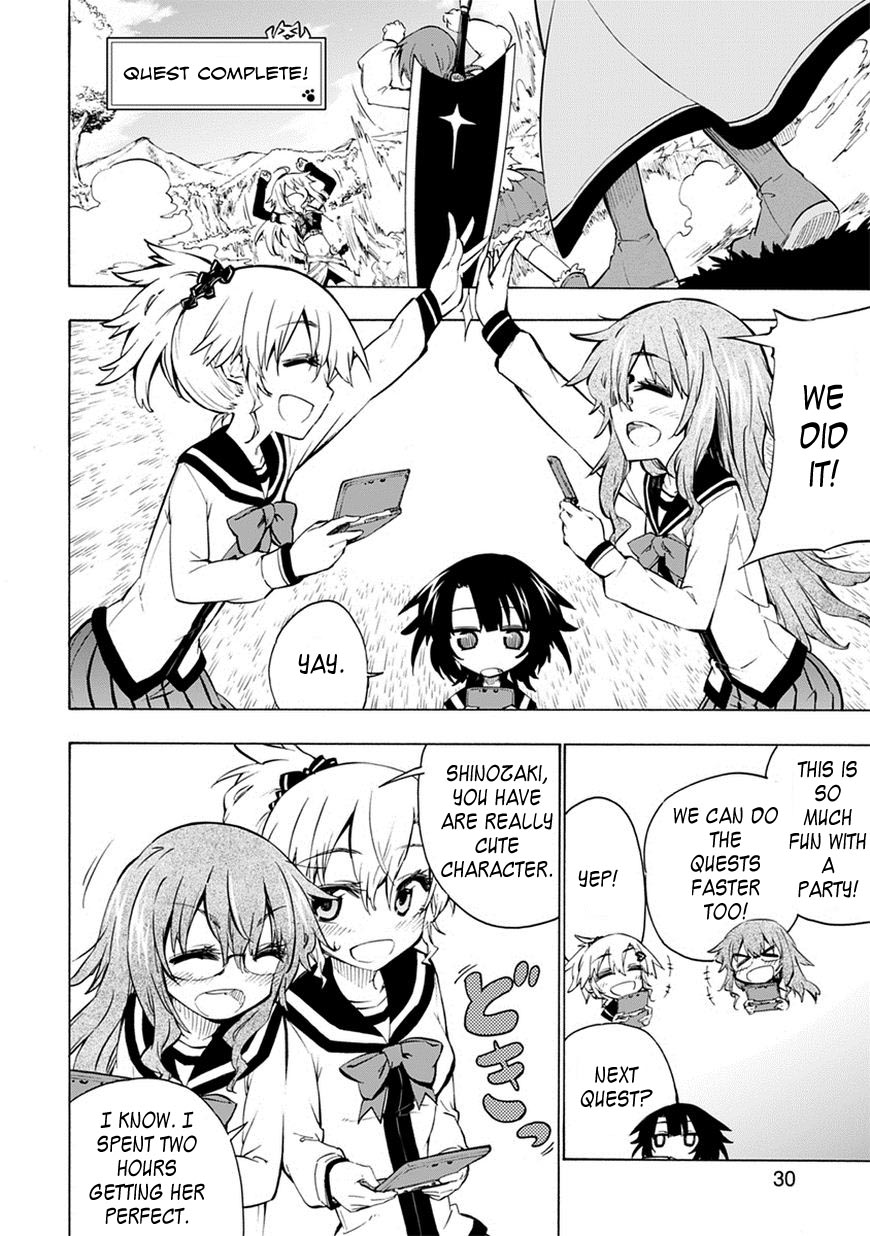 QUEST COMPLETE!
WE
DID
IT!
YAY.
THIS IS
SO
MUCH
FUN WITH
A
PARTY!
WE CAN DO
THE
QUESTS
FASTER
TOO!
YEP!
NEXT
QUEST?
SHINOZAKI,
YOU HAVE
ARE REALLY
CUTE
CHARACTER.
どきっ
I KNOW. I
SPENT TWO
HOURS
GETTING HER
PERFECT.
30